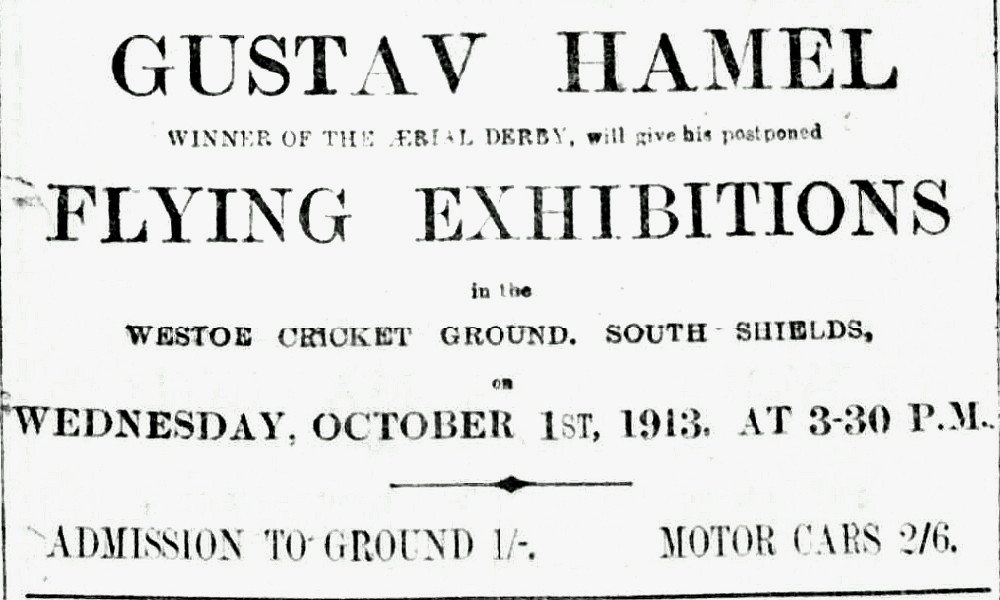 GUSTAV HAMEL
WINNER OF THE ÆRIAL DERBY, will give his postponed
FLYING EXHIBITIONS
in the
WESTOE CRICKET GROUND. SOUTH SHIELDS,
on
WEDNESDAY, OCTOBER 1ST, 1913. AT 3-30 P.M.
ADMISSION TO GROUND 1/-. MOTOR CARS 2/6.